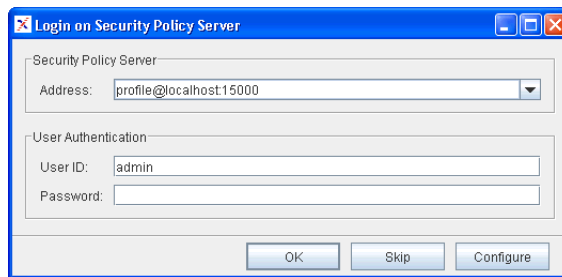 Login on Security Policy Server
Security Policy Server
Address: profile@localhost:15000
User Authentication
User ID: admin
Password:
OK Skip Configure